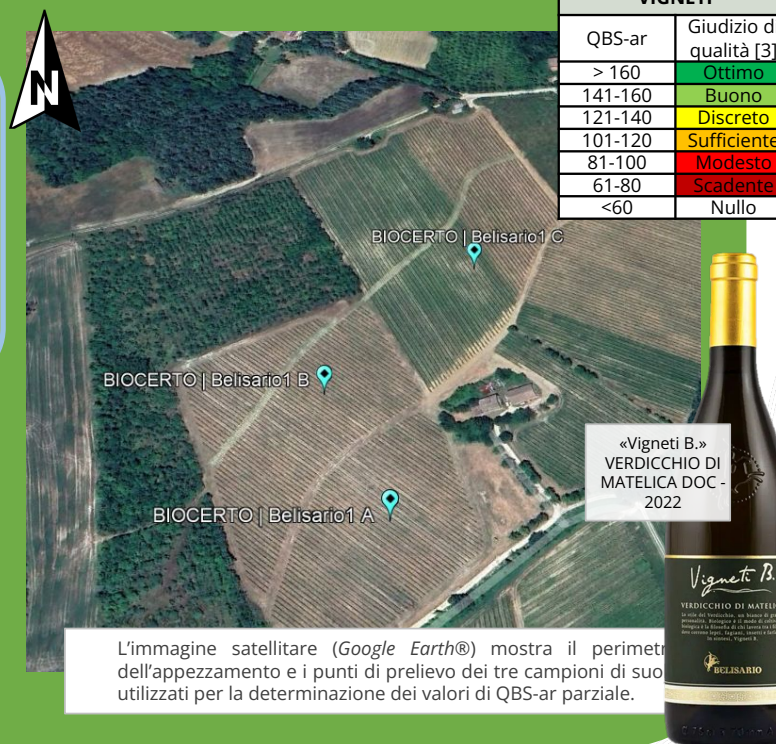 VIGNETI
QBS-ar Giudizio di qualità [3]
> 160 Ottimo
141-160 Buono
121-140 Discreto
101-120 Sufficiente
81-100 Modesto
61-80 Scadente
<60 Nullo
N
BIOCERTO | Belisario1 C
BIOCERTO | Belisario1 B
BIOCERTO | Belisario1 A
«Vigneti B.»
VERDICCHIO DI
MATELICA DOC -
2022
Vigneti B.
VERDICCHIO DI MATELI
BELISARIO
L'immagine satellitare (Google Earth®) mostra il perimetr
dell'appezzamento e i punti di prelievo dei tre campioni di suo
utilizzati per la determinazione dei valori di QBS-ar parziale.